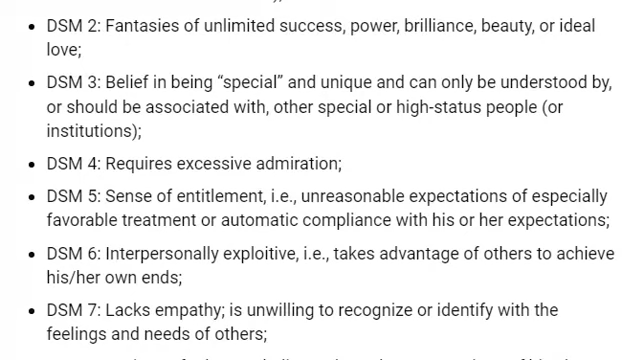 • DSM 2: Fantasies of unlimited success, power, brilliance, beauty, or ideal
love;
• DSM 3: Belief in being “special” and unique and can only be understood by,
or should be associated with, other special or high-status people (or
institutions);
• DSM 4: Requires excessive admiration;
• DSM 5: Sense of entitlement, i.e., unreasonable expectations of especially
favorable treatment or automatic compliance with his or her expectations;
• DSM 6: Interpersonally exploitive, i.e., takes advantage of others to achieve
his/her own ends;
• DSM 7: Lacks empathy; is unwilling to recognize or identify with the
feelings and needs of others;